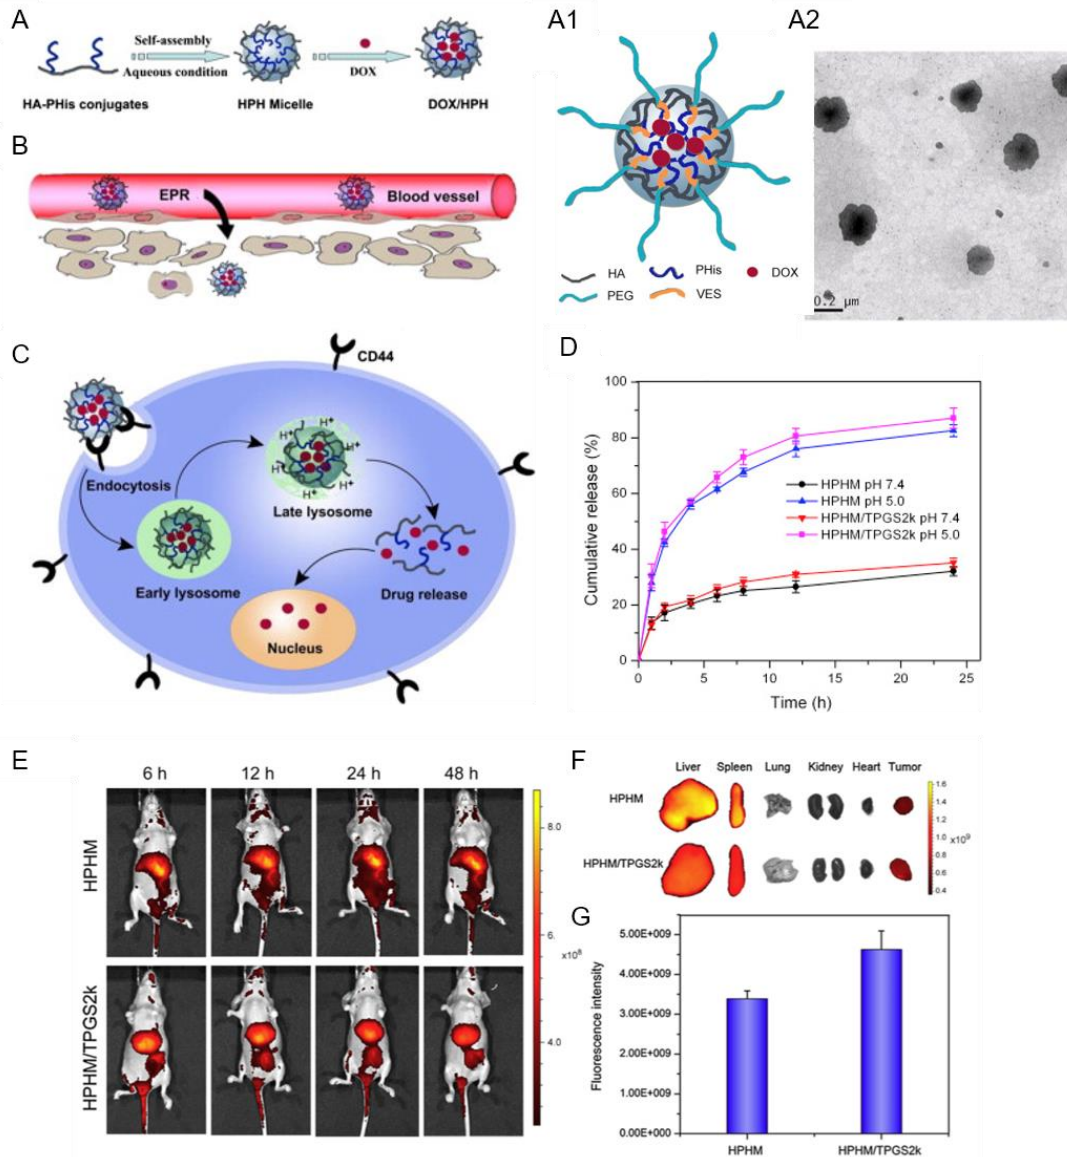 A
Self-assembly
Aqueous condition
DOX
HA-PHis conjugates
HPH Micelle
DOX/HPH
A1
HA
PHis
DOX
PEG
VES
A2
0.2 μm
B
EPR
Blood vessel
C
CD44
H+
H+
H+
H+
H+
H+
H+
Endocytosis
Late lysosome
Early lysosome
Drug release
Nucleus
D
Cumulative release (%)
100
80
60
40
20
0
HPHM pH 7.4
HPHM pH 5.0
HPHM/TPGS2k pH 7.4
HPHM/TPGS2k pH 5.0
0 5 10 15 20 25
Time (h)
E
6 h 12 h 24 h 48 h
HPHM
HPHM/TPGS2k
8.0
6.
x10⁸
4.0
F
Liver Spleen Lung Kidney Heart Tumor
HPHM
HPHM/TPGS2k
1.6
1.4
1.2
1.0
0.8
0.6
0.4
x10⁹
G
Fluorescence intensity
5.00E+009
4.00E+009
3.00E+009
2.00E+009
1.00E+009
0.00E+009
HPHM HPHM/TPGS2k